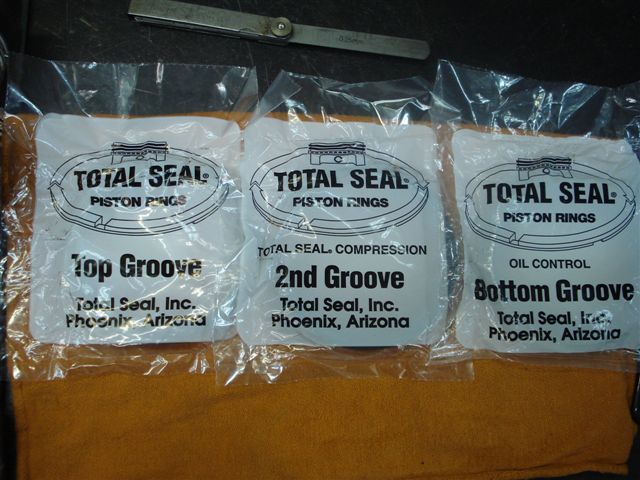 TOTAL SEAL®
PISTON RINGS
Top Groove
Total Seal, Inc.
Phoenix, Arizona
C
TOTAL SEAL®
PISTON RINGS
TOTAL SEAL® COMPRESSION
2nd Groove
Total Seal, Inc.
Phoenix, Arizona
TOTAL SEAL®
PISTON RINGS
OIL CONTROL
Bottom Groove
Total Seal, Inc.
Phoenix, Arizona